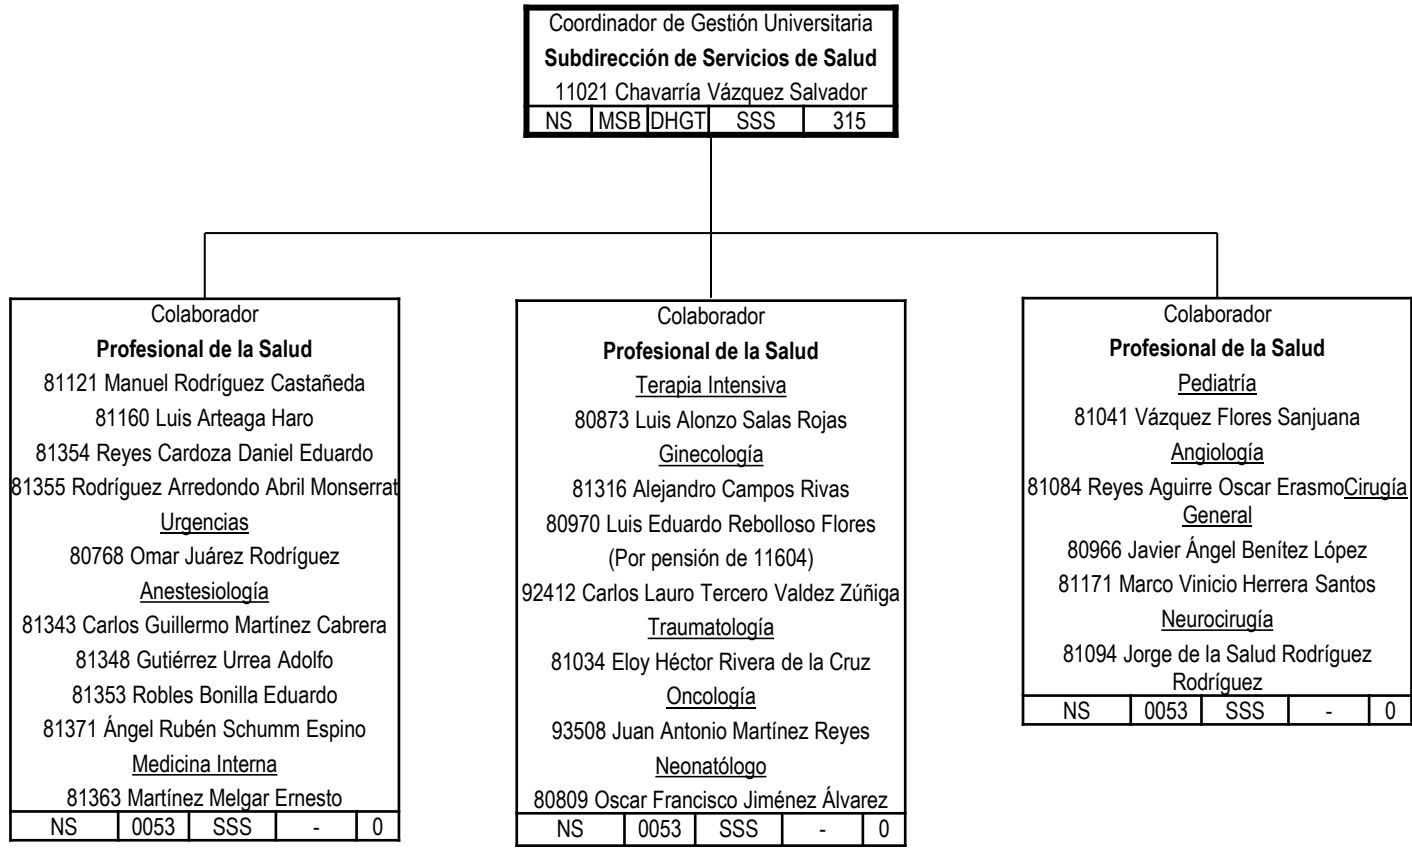 Coordinador de Gestión Universitaria
Subdirección de Servicios de Salud
11021 Chavarría Vázquez Salvador
NS MSB DHGT SSS 315
Colaborador
Profesional de la Salud
81121 Manuel Rodríguez Castañeda
81160 Luis Arteaga Haro
81354 Reyes Cardoza Daniel Eduardo
81355 Rodríguez Arredondo Abril Monserrat
Urgencias
80768 Omar Juárez Rodríguez
Anestesiología
81343 Carlos Guillermo Martínez Cabrera
81348 Gutiérrez Urrea Adolfo
81353 Robles Bonilla Eduardo
81371 Ángel Rubén Schumm Espino
Medicina Interna
81363 Martínez Melgar Ernesto
NS 0053 SSS - 0
Colaborador
Profesional de la Salud
Terapia Intensiva
80873 Luis Alonzo Salas Rojas
Ginecología
81316 Alejandro Campos Rivas
80970 Luis Eduardo Rebolloso Flores
(Por pensión de 11604)
92412 Carlos Lauro Tercero Valdez Zúñiga
Traumatología
81034 Eloy Héctor Rivera de la Cruz
Oncología
93508 Juan Antonio Martínez Reyes
Neonatólogo
80809 Oscar Francisco Jiménez Álvarez
NS 0053 SSS - 0
Colaborador
Profesional de la Salud
Pediatría
81041 Vázquez Flores Sanjuana
Angiología
81084 Reyes Aguirre Oscar ErasmoCirugía
General
80966 Javier Ángel Benítez López
81171 Marco Vinicio Herrera Santos
Neurocirugía
81094 Jorge de la Salud Rodríguez
Rodríguez
NS 0053 SSS - 0